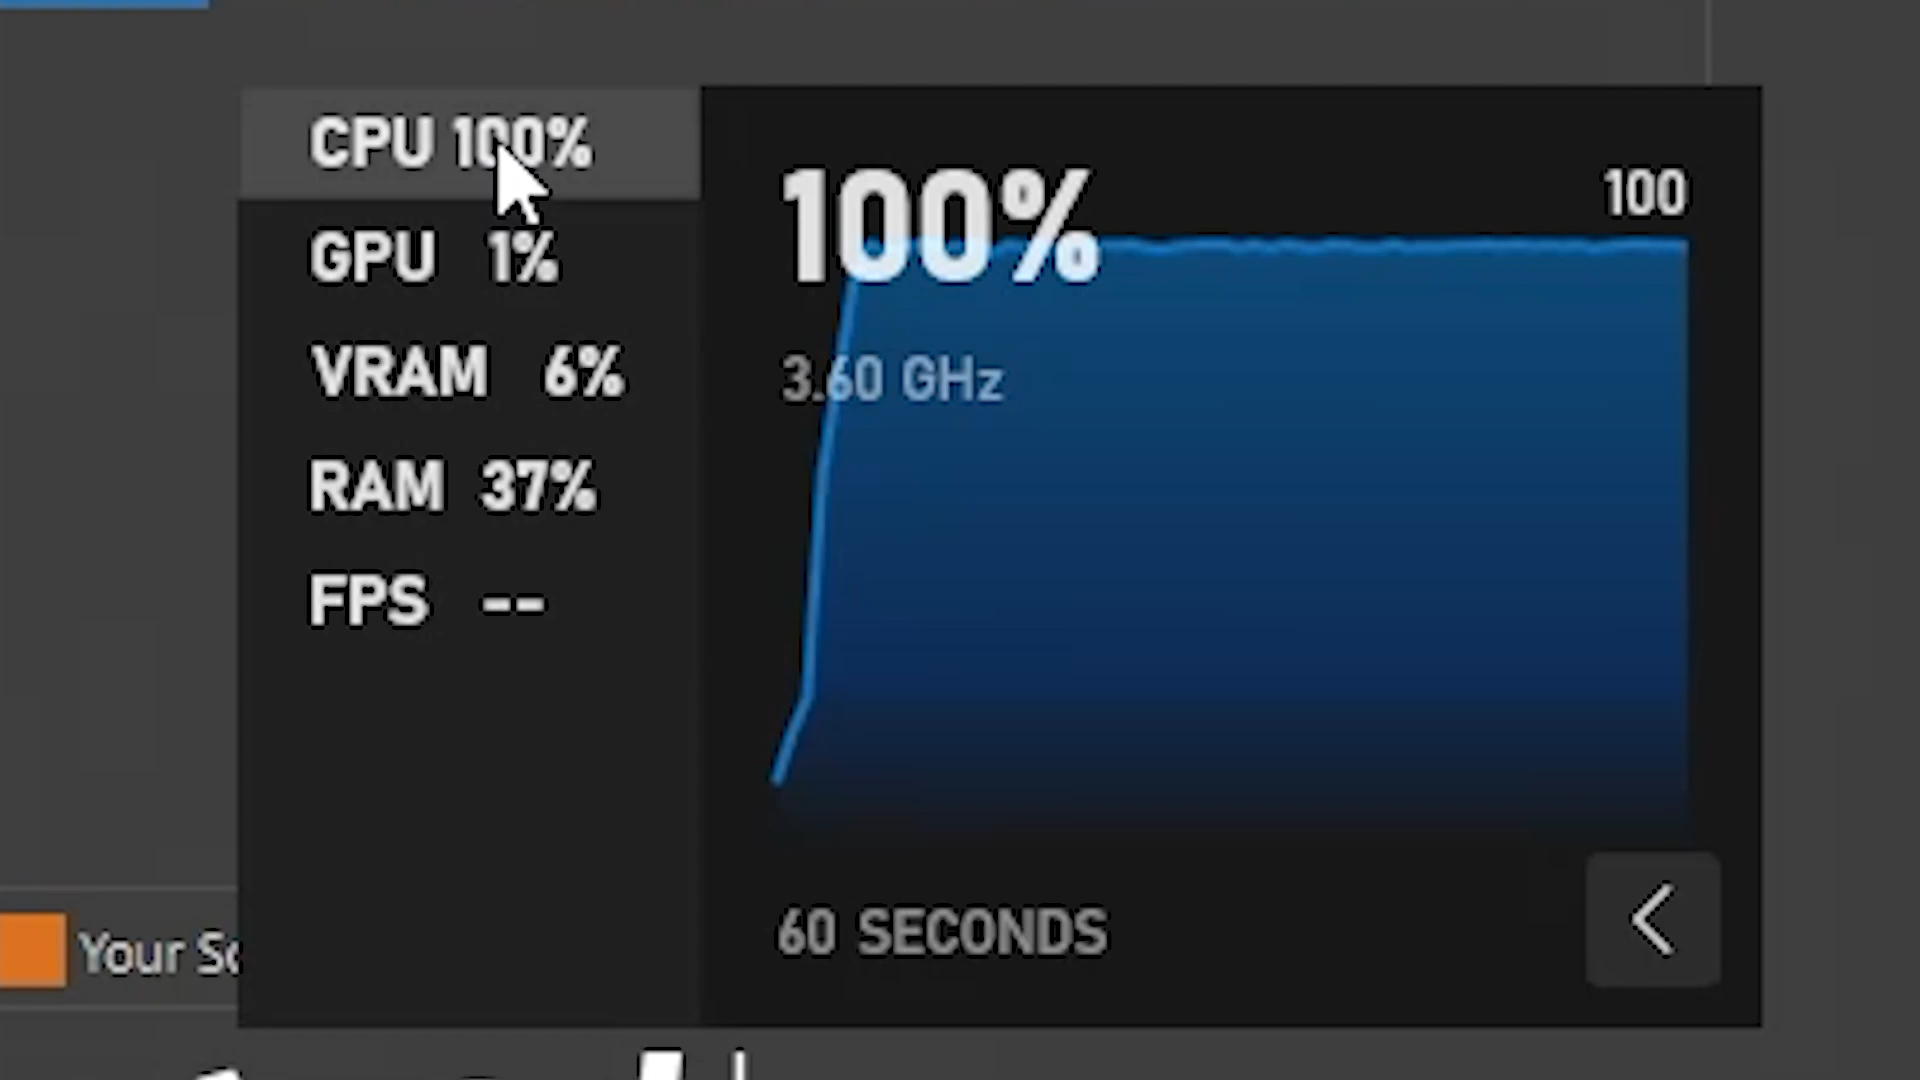 CPU 100%
GPU 1%
VRAM 6%
RAM 37%
FPS --
100%
100
3.60 GHz
60 SECONDS
Your